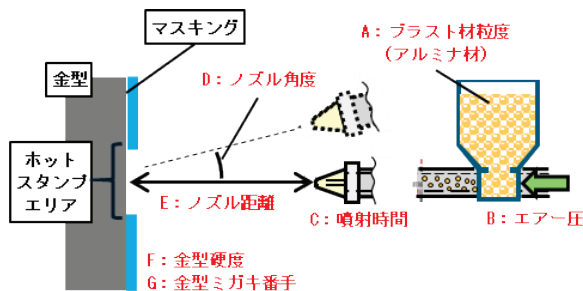 マスキング
A：ブラスト材粒度
(アルミナ材)
金型
D：ノズル角度
ホット
スタンプ
エリア
E：ノズル距離
C：噴射時間
B：エアー圧
F：金型硬度
G：金型ミガキ番手